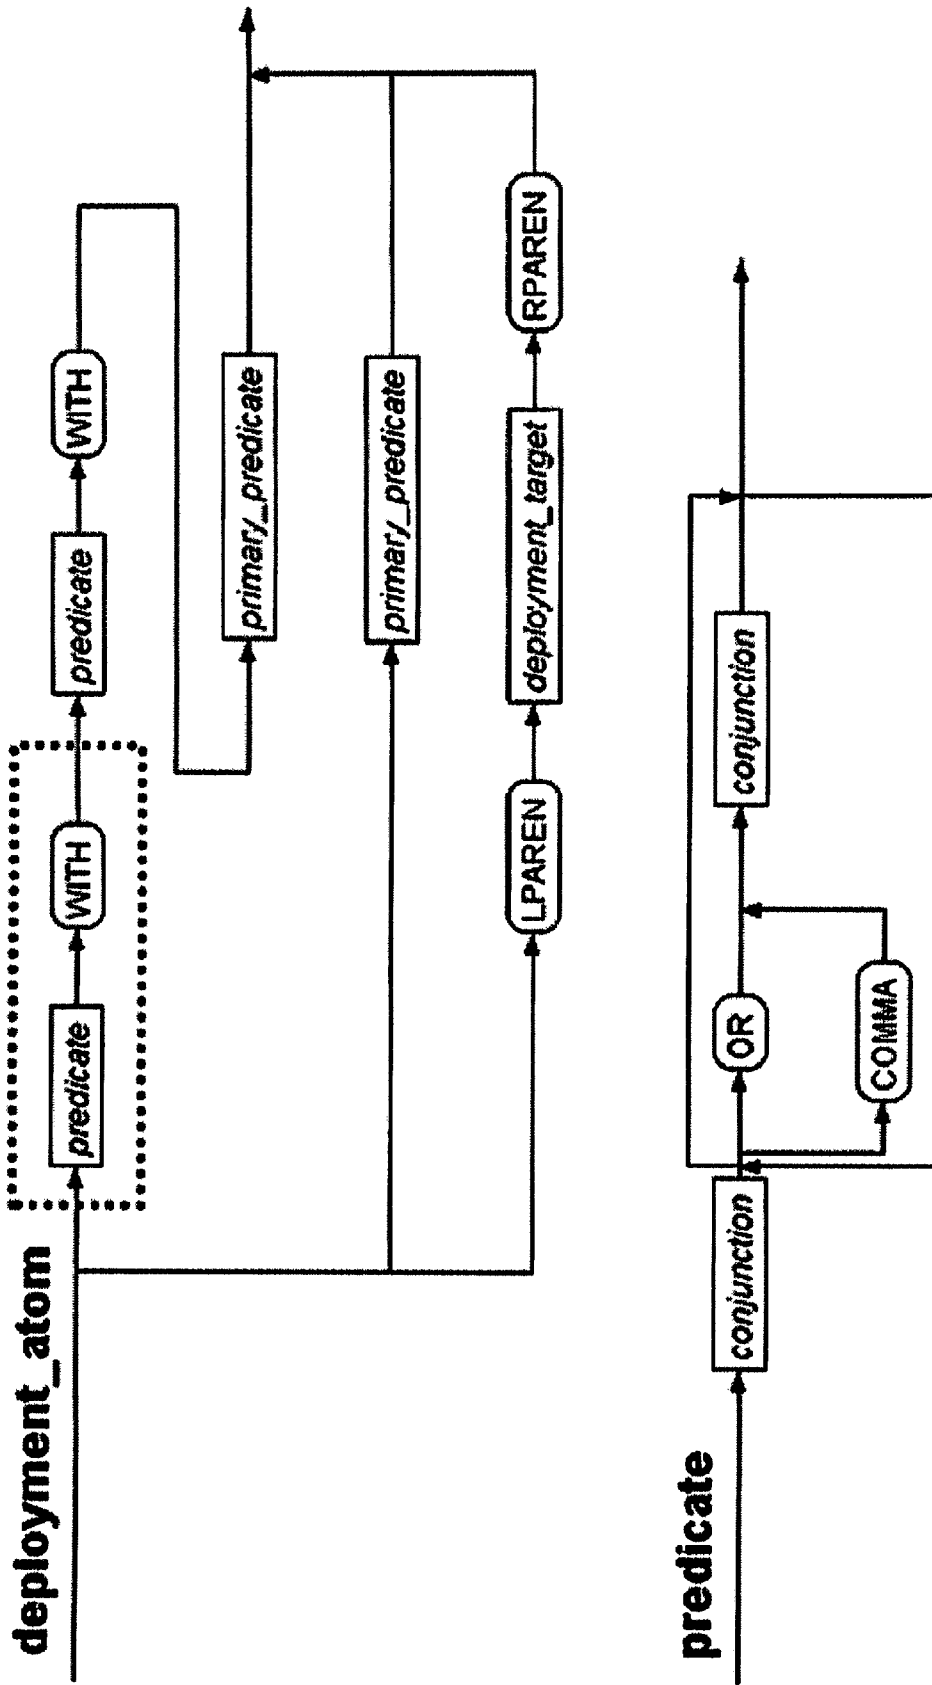 deployment_atom
predicate
WITH
predicate
WITH
primary_predicate
primary_predicate
LPAREN
deployment_target
RPAREN
predicate
conjunction
OR
conjunction
COMMA